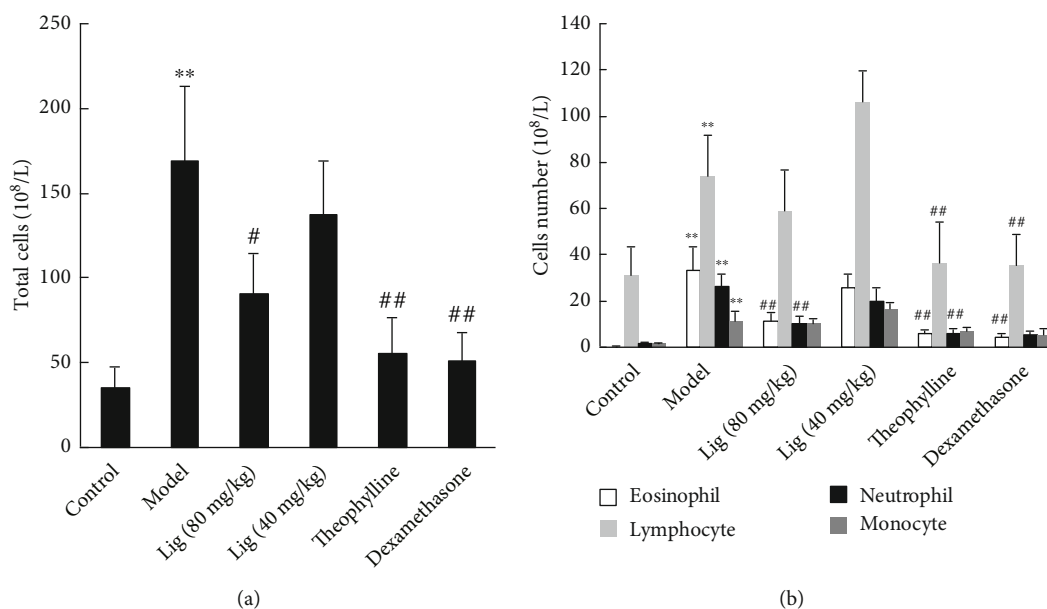 250
200
150
100
50
0
Total cells (10⁸/L)
**
#
##
##
Control
Model
Lig (80 mg/kg)
Lig (40 mg/kg)
Theophylline
Dexamethasone
(a)
140
120
100
80
60
40
20
0
Cells number (10⁸/L)
**
**
**
**
##
##
##
##
##
##
##
Control
Model
Lig (80 mg/kg)
Lig (40 mg/kg)
Theophylline
Dexamethasone
Eosinophil
Neutrophil
Lymphocyte
Monocyte
(b)